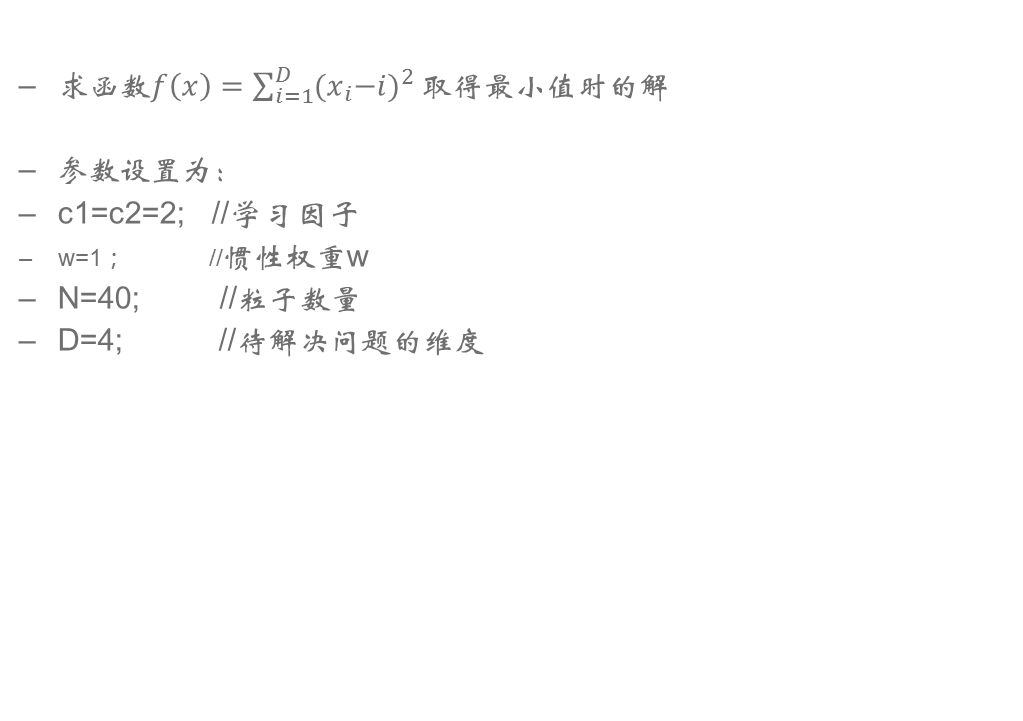 – 求函数f(x) = ∑_{i=1}^{D}(x_i−i)^2 取得最小值时的解
– 参数设置为：
– c1=c2=2; //学习因子
– w=1； //惯性权重w
– N=40; //粒子数量
– D=4; //待解决问题的维度